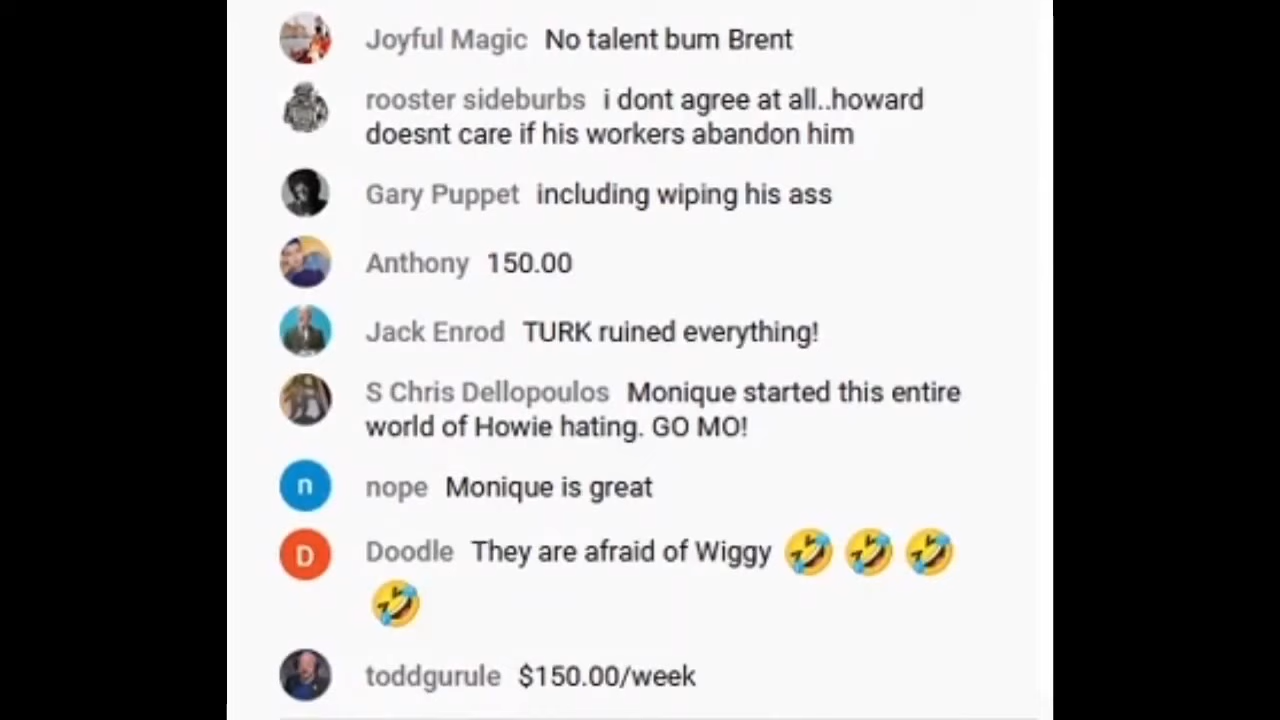 Joyful Magic No talent bum Brent
rooster sideburbs i dont agree at all..howard
doesnt care if his workers abandon him
Gary Puppet including wiping his ass
Anthony 150.00
Jack Enrod TURK ruined everything!
S Chris Dellopoulos Monique started this entire
world of Howie hating. GO MO!
n nope Monique is great
D Doodle They are afraid of Wiggy 🤣 🤣 🤣
🤣
toddgurule $150.00/week